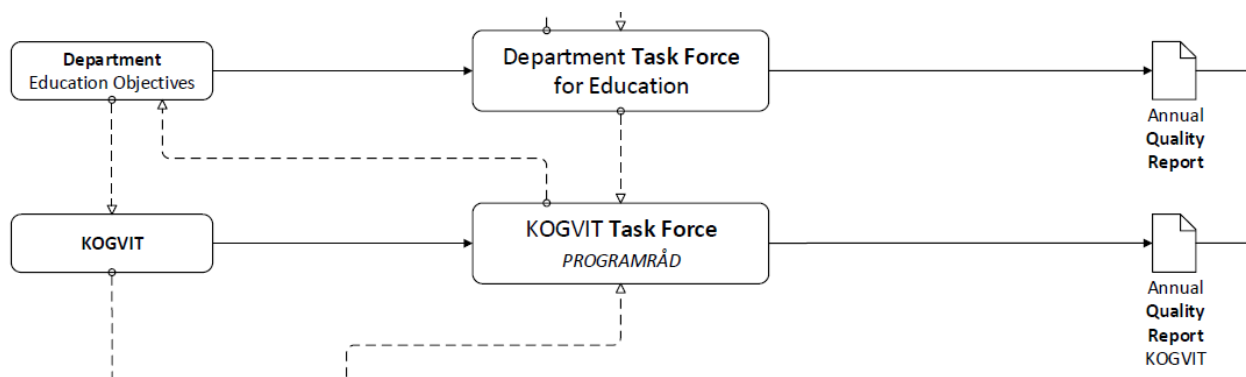 Department
Education Objectives
Department Task Force
for Education
Annual
Quality
Report
KOGVIT
KOGVIT Task Force
PROGRAMRÅD
Annual
Quality
Report
KOGVIT